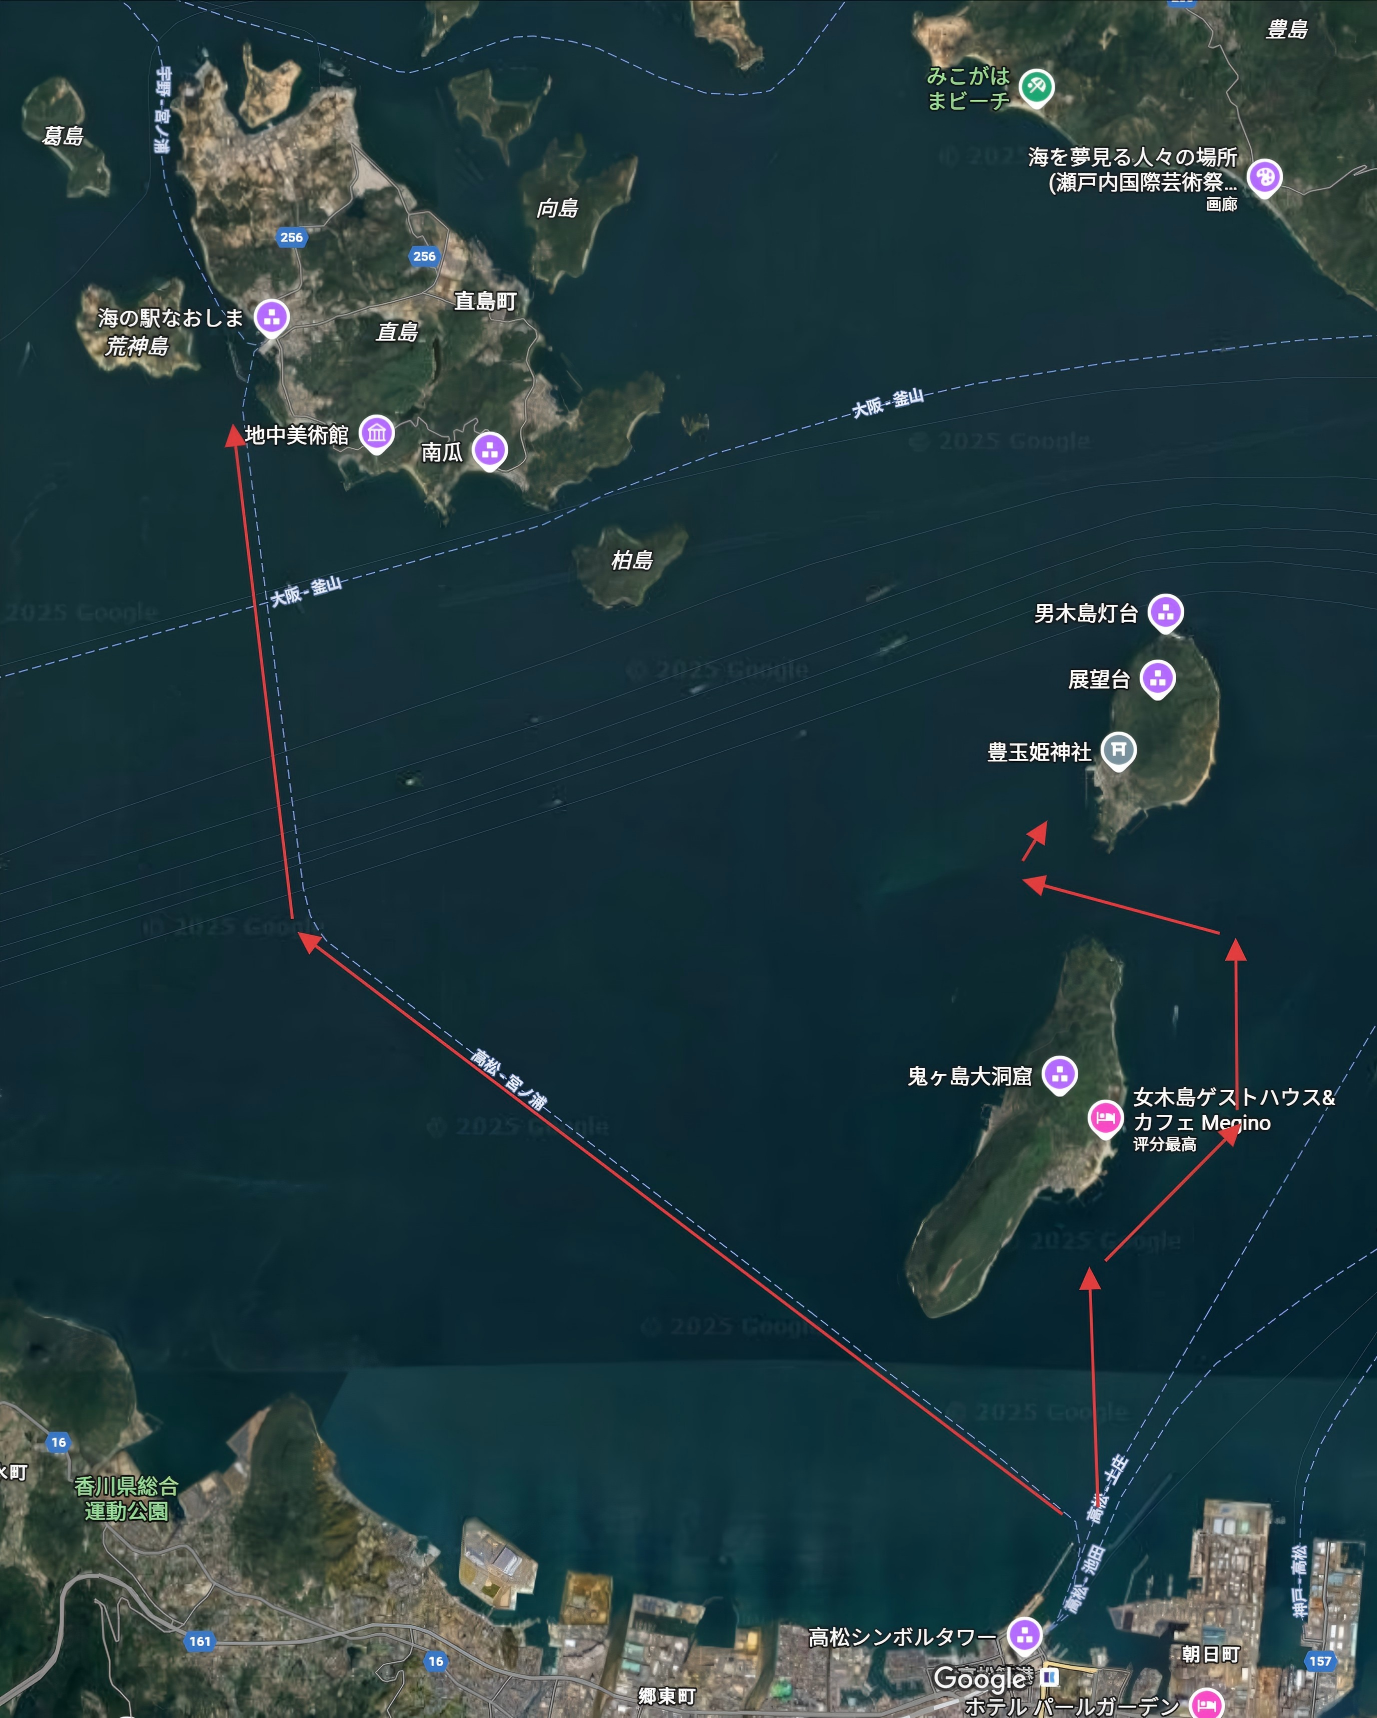 豊島
みこがは
まビーチ
宇野 - 宮ノ浦
葛島
海を夢見る人々の場所
(瀬戸内国際芸術祭...
画廊
向島
256
256
直島町
海の駅なおしま
荒神島
直島
大阪 - 釜山
地中美術館
南瓜
© 2025 Google
柏島
大阪 - 釜山
2025 Google
男木島灯台
© 2025 Google
展望台
豊玉姫神社
© 2025 Google
高松 - 宮ノ浦
鬼ヶ島大洞窟
女木島ゲストハウス&
カフェ Megino
评分最高
© 2025 Google
2025 Google
© 2025 Google
© 2025 Google
16
水町
香川県総合
運動公園
高松 - 土庄
高松 - 池田
神戸 - 高松
161
16
高松シンボルタワー
朝日町
157
Google
郷東町
ホテル パールガーデン